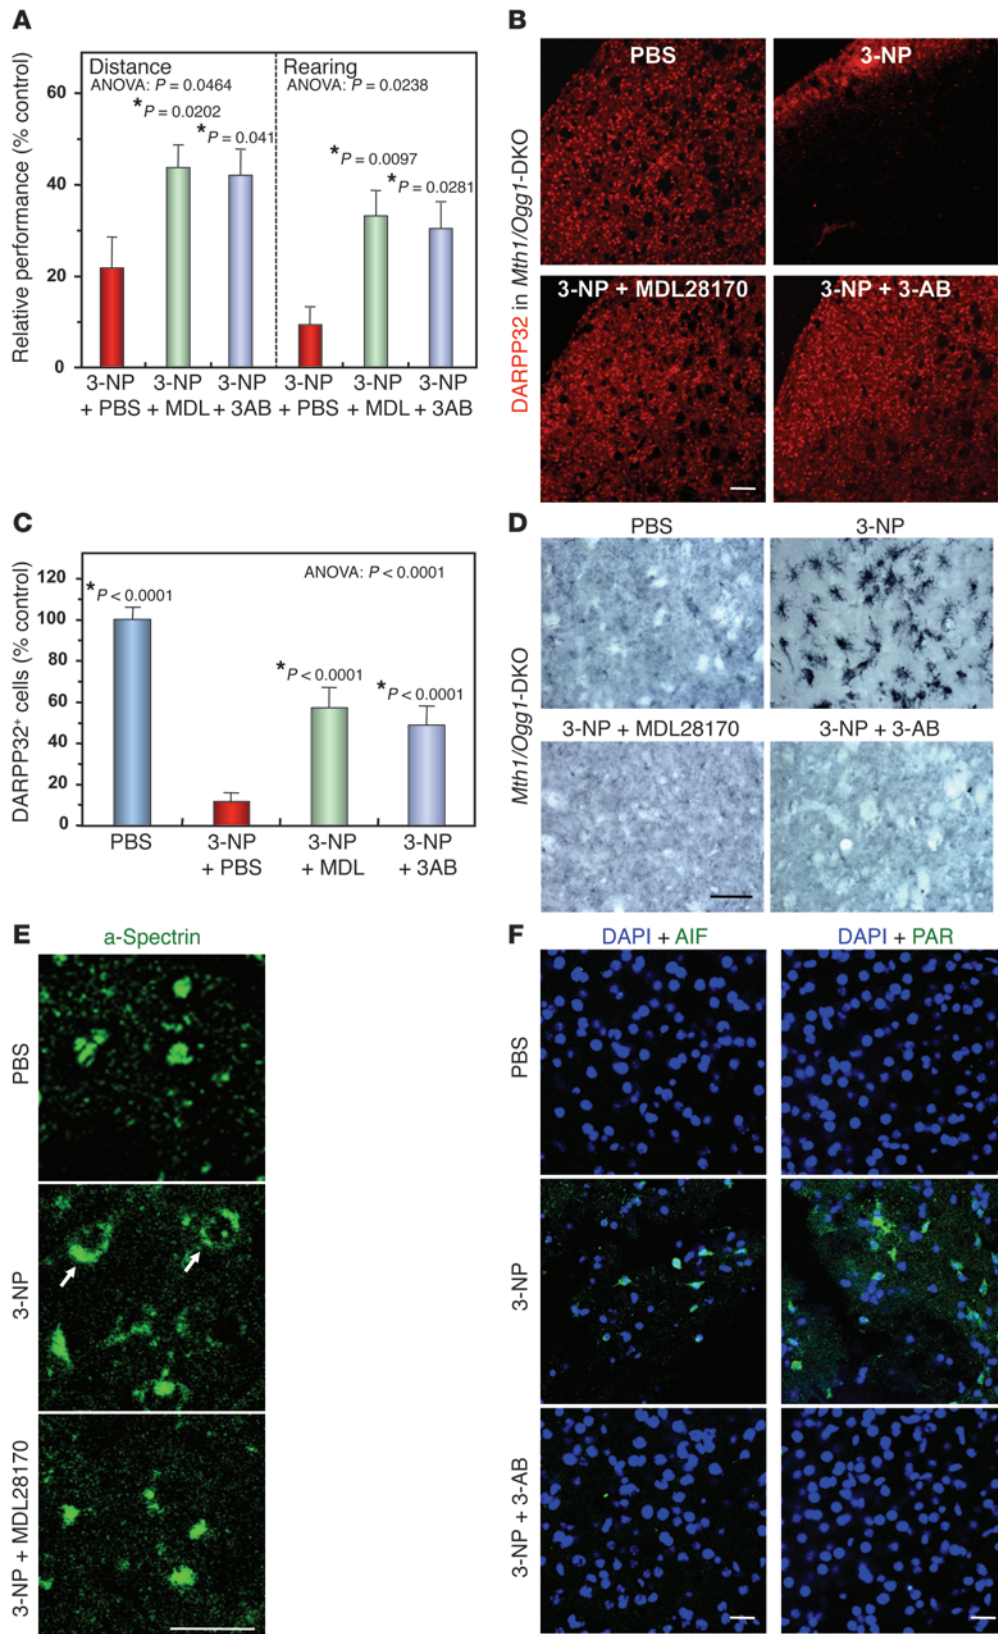 A
Relative performance (% control)
60
40
20
0
Distance
ANOVA: P = 0.0464
* P = 0.0202
* P = 0.041
Rearing
ANOVA: P = 0.0238
* P = 0.0097
* P = 0.0281
3-NP 3-NP 3-NP 3-NP 3-NP 3-NP
+ PBS + MDL + 3AB + PBS + MDL + 3AB
B
DARPP32 in Mth1/Ogg1-DKO
PBS
3-NP
3-NP + MDL28170
3-NP + 3-AB
C
DARPP32+ cells (% control)
120
100
80
60
40
20
0
ANOVA: P < 0.0001
* P < 0.0001
* P < 0.0001
* P < 0.0001
PBS 3-NP 3-NP 3-NP
+ PBS + MDL + 3AB
D
Mth1/Ogg1-DKO
PBS
3-NP
3-NP + MDL28170
3-NP + 3-AB
E
a-Spectrin
PBS
3-NP
3-NP + MDL28170
F
DAPI + AIF
DAPI + PAR
PBS
3-NP
3-NP + 3-AB